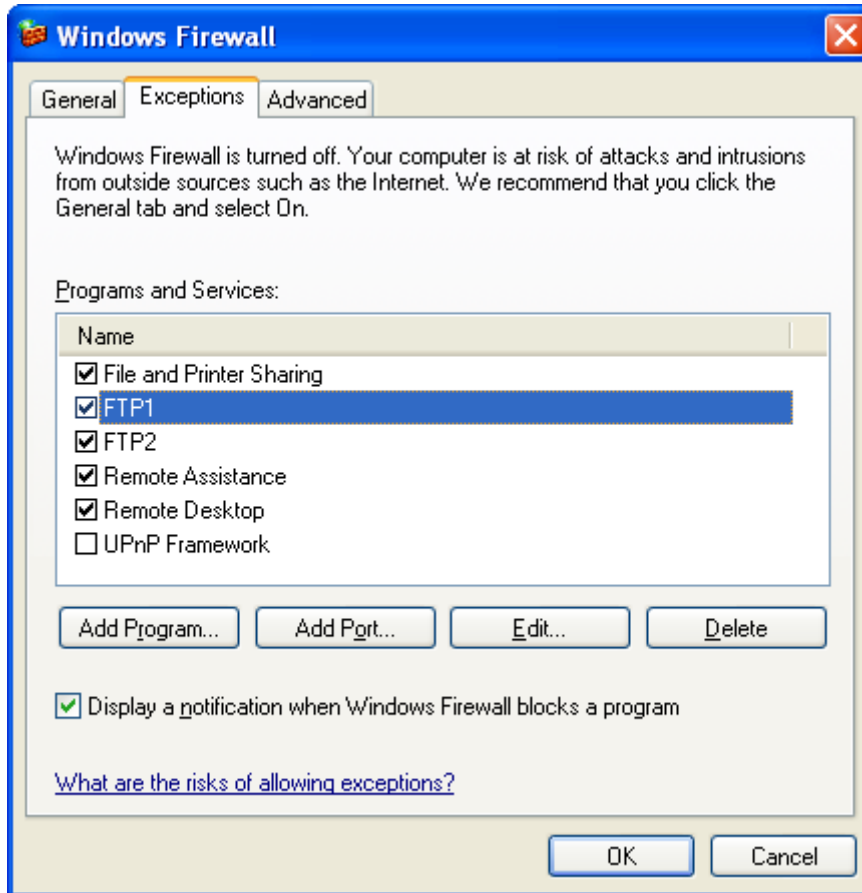 Windows Firewall
General Exceptions Advanced
Windows Firewall is turned off. Your computer is at risk of attacks and intrusions
from outside sources such as the Internet. We recommend that you click the
General tab and select On.
Programs and Services:
Name
File and Printer Sharing
FTP1
FTP2
Remote Assistance
Remote Desktop
UPnP Framework
Add Program... Add Port... Edit... Delete
Display a notification when Windows Firewall blocks a program
What are the risks of allowing exceptions?
OK Cancel